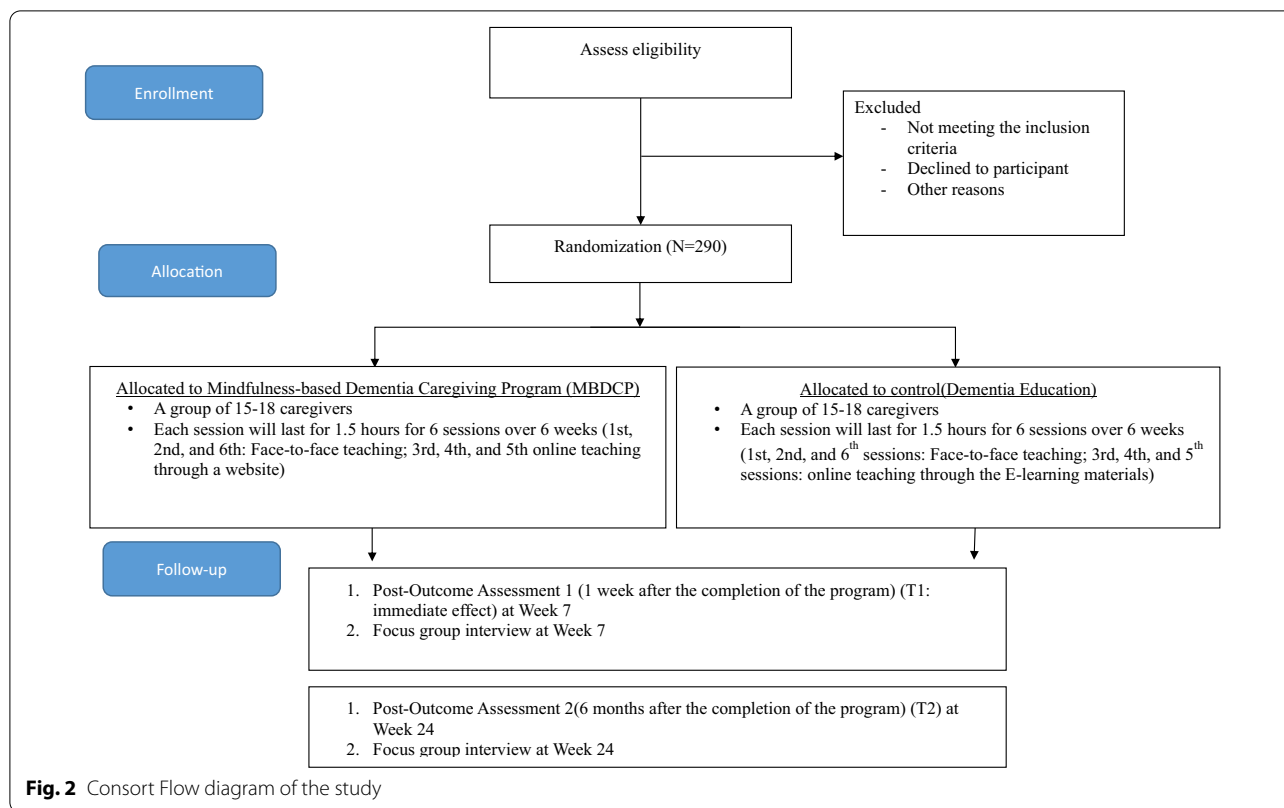 Assess eligibility
Enrollment
Excluded
- Not meeting the inclusion
criteria
- Declined to participant
- Other reasons
Randomization (N=290)
Allocation
Allocated to Mindfulness-based Dementia Caregiving Program (MBDCP)
• A group of 15-18 caregivers
• Each session will last for 1.5 hours for 6 sessions over 6 weeks (1st,
2nd, and 6th: Face-to-face teaching; 3rd, 4th, and 5th online teaching
through a website)
Allocated to control(Dementia Education)
• A group of 15-18 caregivers
• Each session will last for 1.5 hours for 6 sessions over 6 weeks
(1st, 2nd, and 6th sessions: Face-to-face teaching; 3rd, 4th, and 5th
sessions: online teaching through the E-learning materials)
Follow-up
1. Post-Outcome Assessment 1 (1 week after the completion of the program) (T1:
immediate effect) at Week 7
2. Focus group interview at Week 7
1. Post-Outcome Assessment 2(6 months after the completion of the program) (T2) at
Week 24
2. Focus group interview at Week 24
Fig. 2 Consort Flow diagram of the study